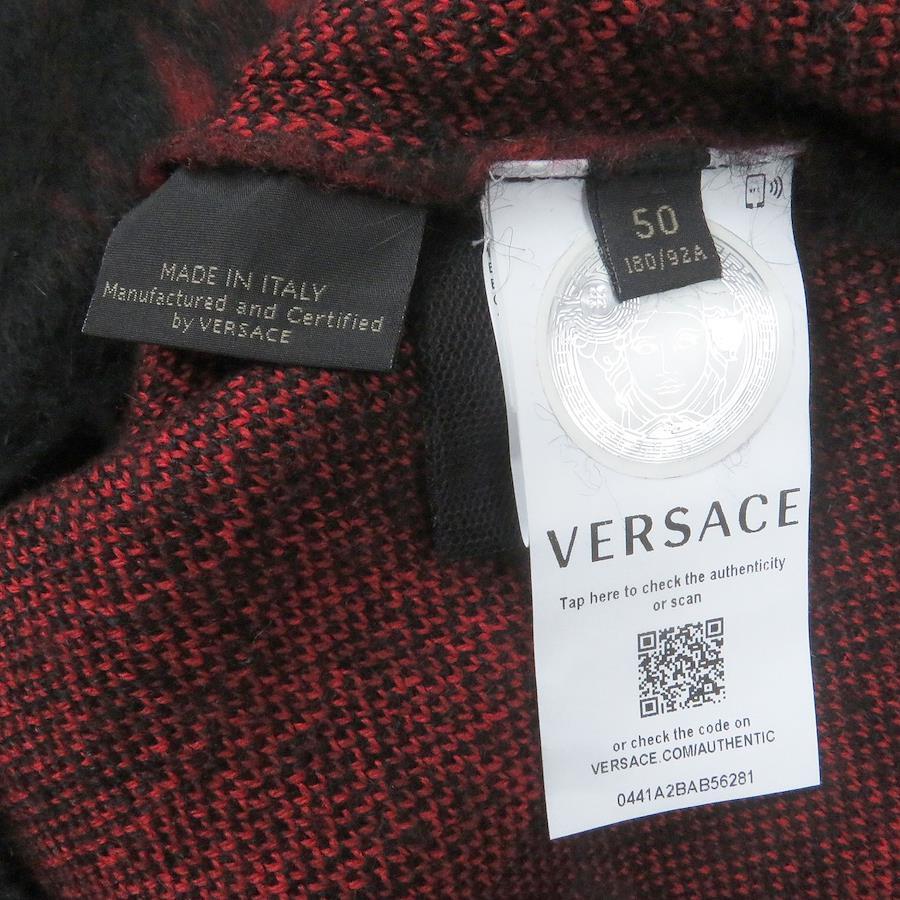 MADE IN ITALY
Manufactured and Certified
by VERSACE
50
180/92A
VERSACE
Tap here to check the authenticity
or scan
or check the code on
VERSACE.COM/AUTHENTIC
0441A2BAB56281